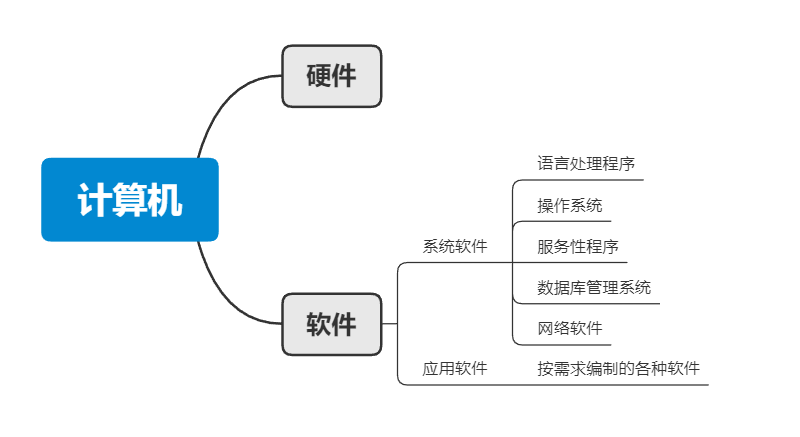 计算机
硬件
软件
系统软件
语言处理程序
操作系统
服务性程序
数据库管理系统
网络软件
应用软件
按需求编制的各种软件